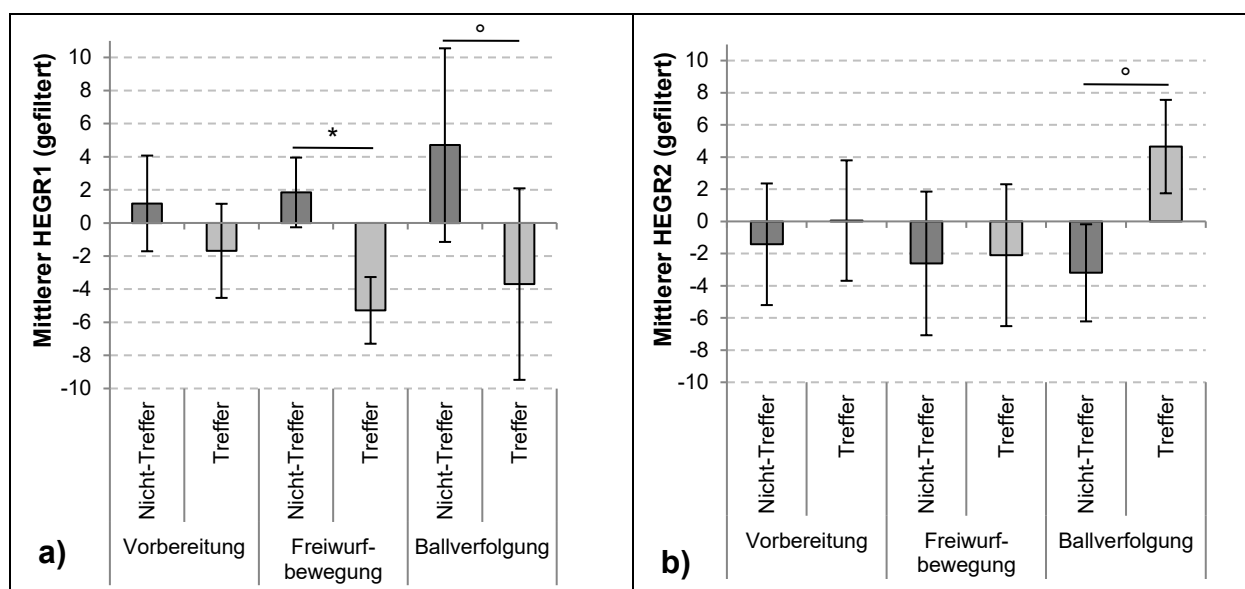 Mittlerer HEGR1 (gefiltert)
10
8
6
4
2
0
-2
-4
-6
-8
-10
*
°
Nicht-Treffer
Treffer
Nicht-Treffer
Treffer
Nicht-Treffer
Treffer
Vorbereitung
Freiwurf-
bewegung
Ballverfolgung
a)
Mittlerer HEGR2 (gefiltert)
10
8
6
4
2
0
-2
-4
-6
-8
-10
°
Nicht-Treffer
Treffer
Nicht-Treffer
Treffer
Nicht-Treffer
Treffer
Vorbereitung
Freiwurf-
bewegung
Ballverfolgung
b)